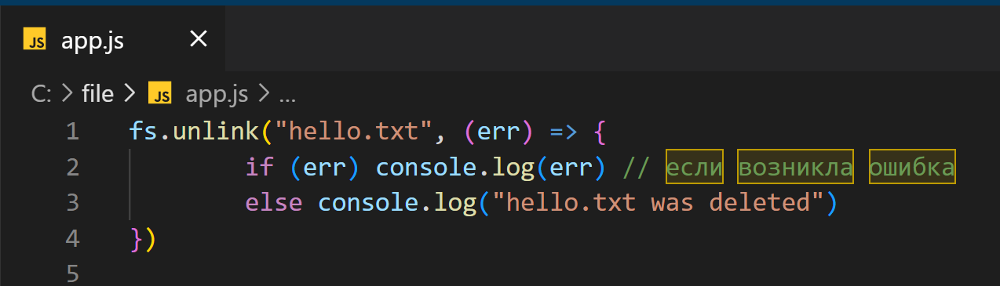 JS app.js ×
C: > file > JS app.js > ...
1 fs.unlink("hello.txt", (err) => {
2 if (err) console.log(err) // если возникла ошибка
3 else console.log("hello.txt was deleted")
4 })
5